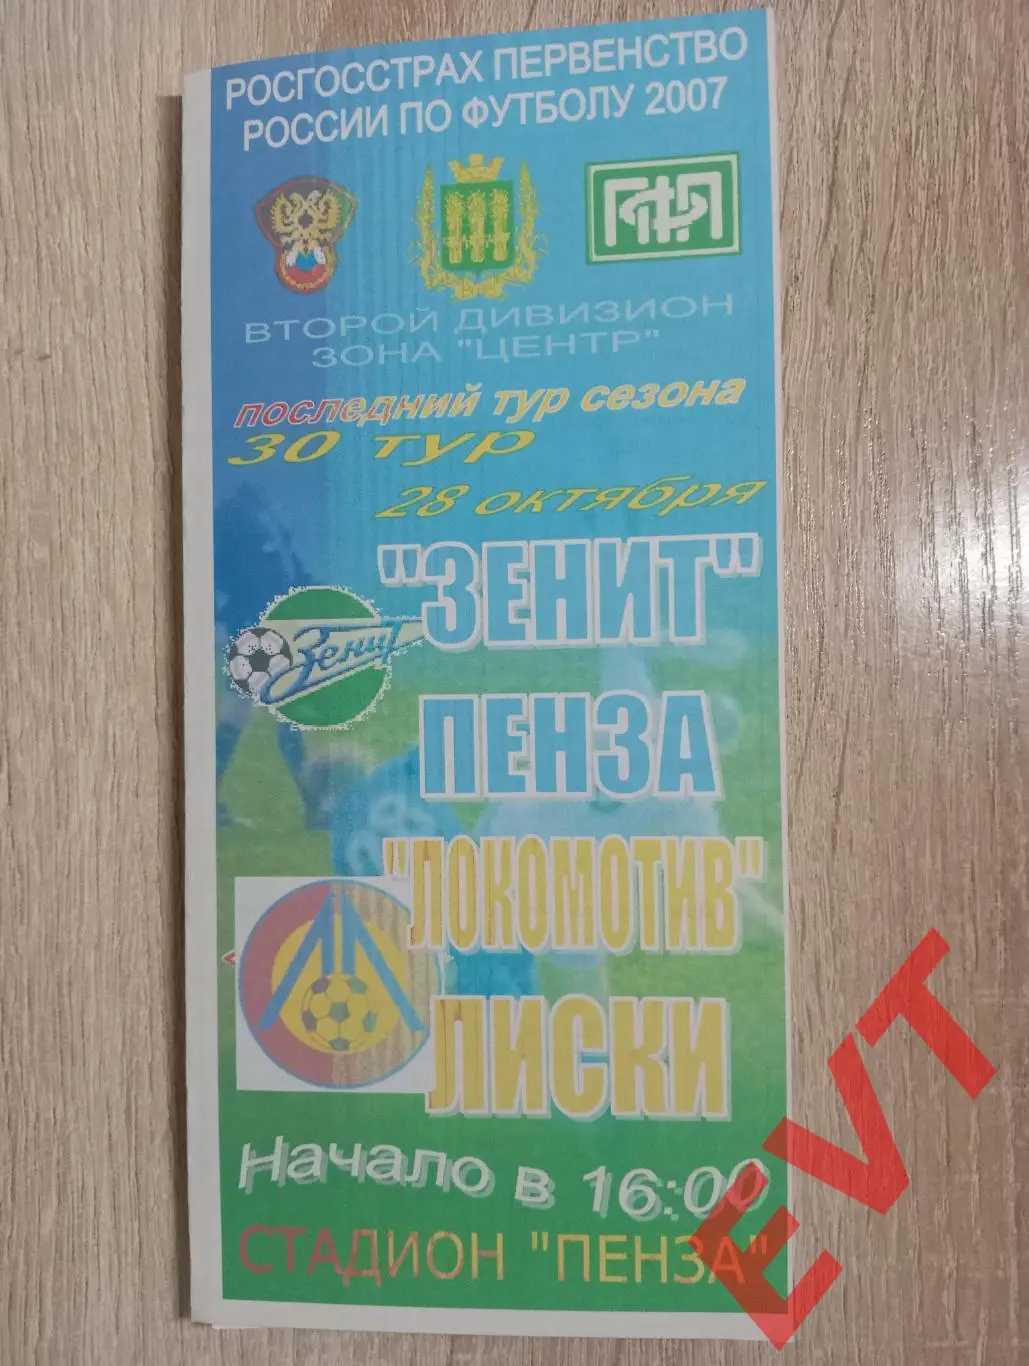 РОСГОССТРАХ ПЕРВЕНСТВО
РОССИИ ПО ФУТБОЛУ 2007
ГФП
ВТОРОЙ ДИВИЗИОН
ЗОНА "ЦЕНТР"
последний тур сезона
30 тур
28 октября
"ЗЕНИТ"
Зенит
ПЕНЗА
"ЛОКОМОТИВ"
ЛИСКИ
Начало в 16:00
СТАДИОН "ПЕНЗА"
EVT